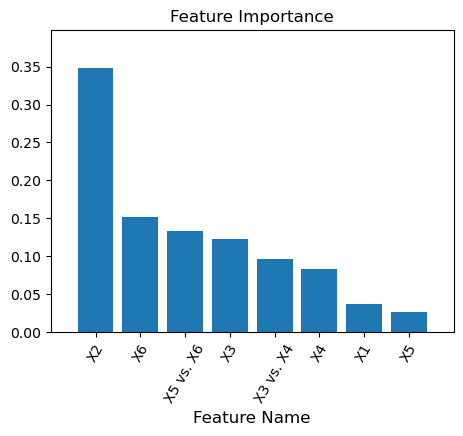 Feature Importance
0.35
0.30
0.25
0.20
0.15
0.10
0.05
0.00
X2
X6
X5 vs. X6
X3
X3 vs. X4
X4
X1
X5
Feature Name